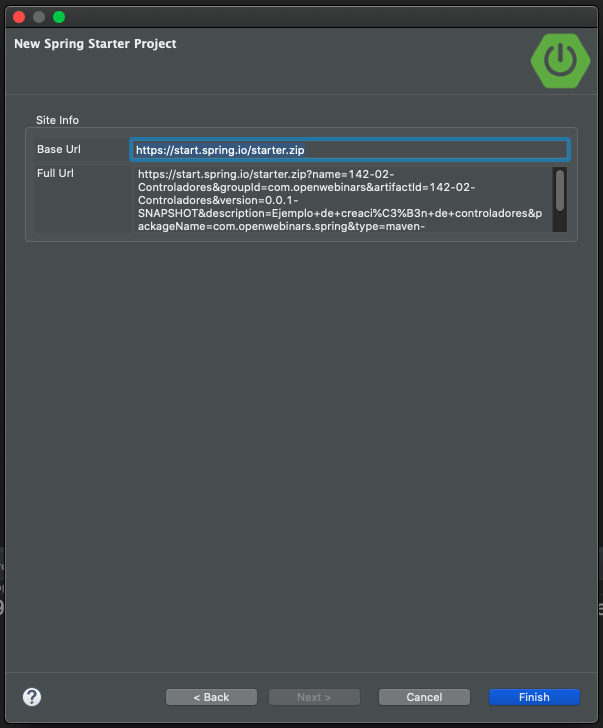 New Spring Starter Project
Site Info
Base Url
https://start.spring.io/starter.zip
Full Url
https://start.spring.io/starter.zip?name=142-02-
Controladores&groupId=com.openwebinars&artifactId=142-02-
Controladores&version=0.0.1-
SNAPSHOT&description=Ejemplo+de+creaci%C3%B3n+de+controladores&p
ackageName=com.openwebinars.spring&type=maven-
?
< Back
Next >
Cancel
Finish